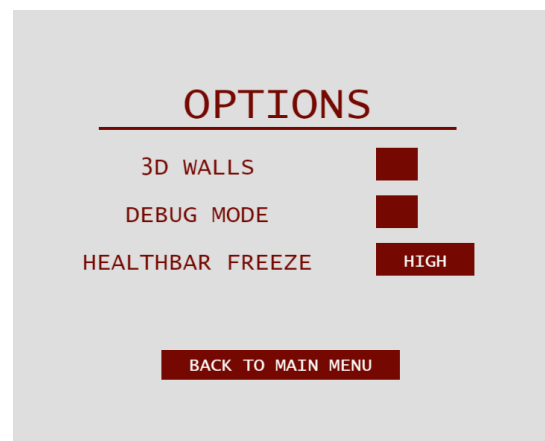 OPTIONS
3D WALLS
DEBUG MODE
HEALTHBAR FREEZE HIGH
BACK TO MAIN MENU